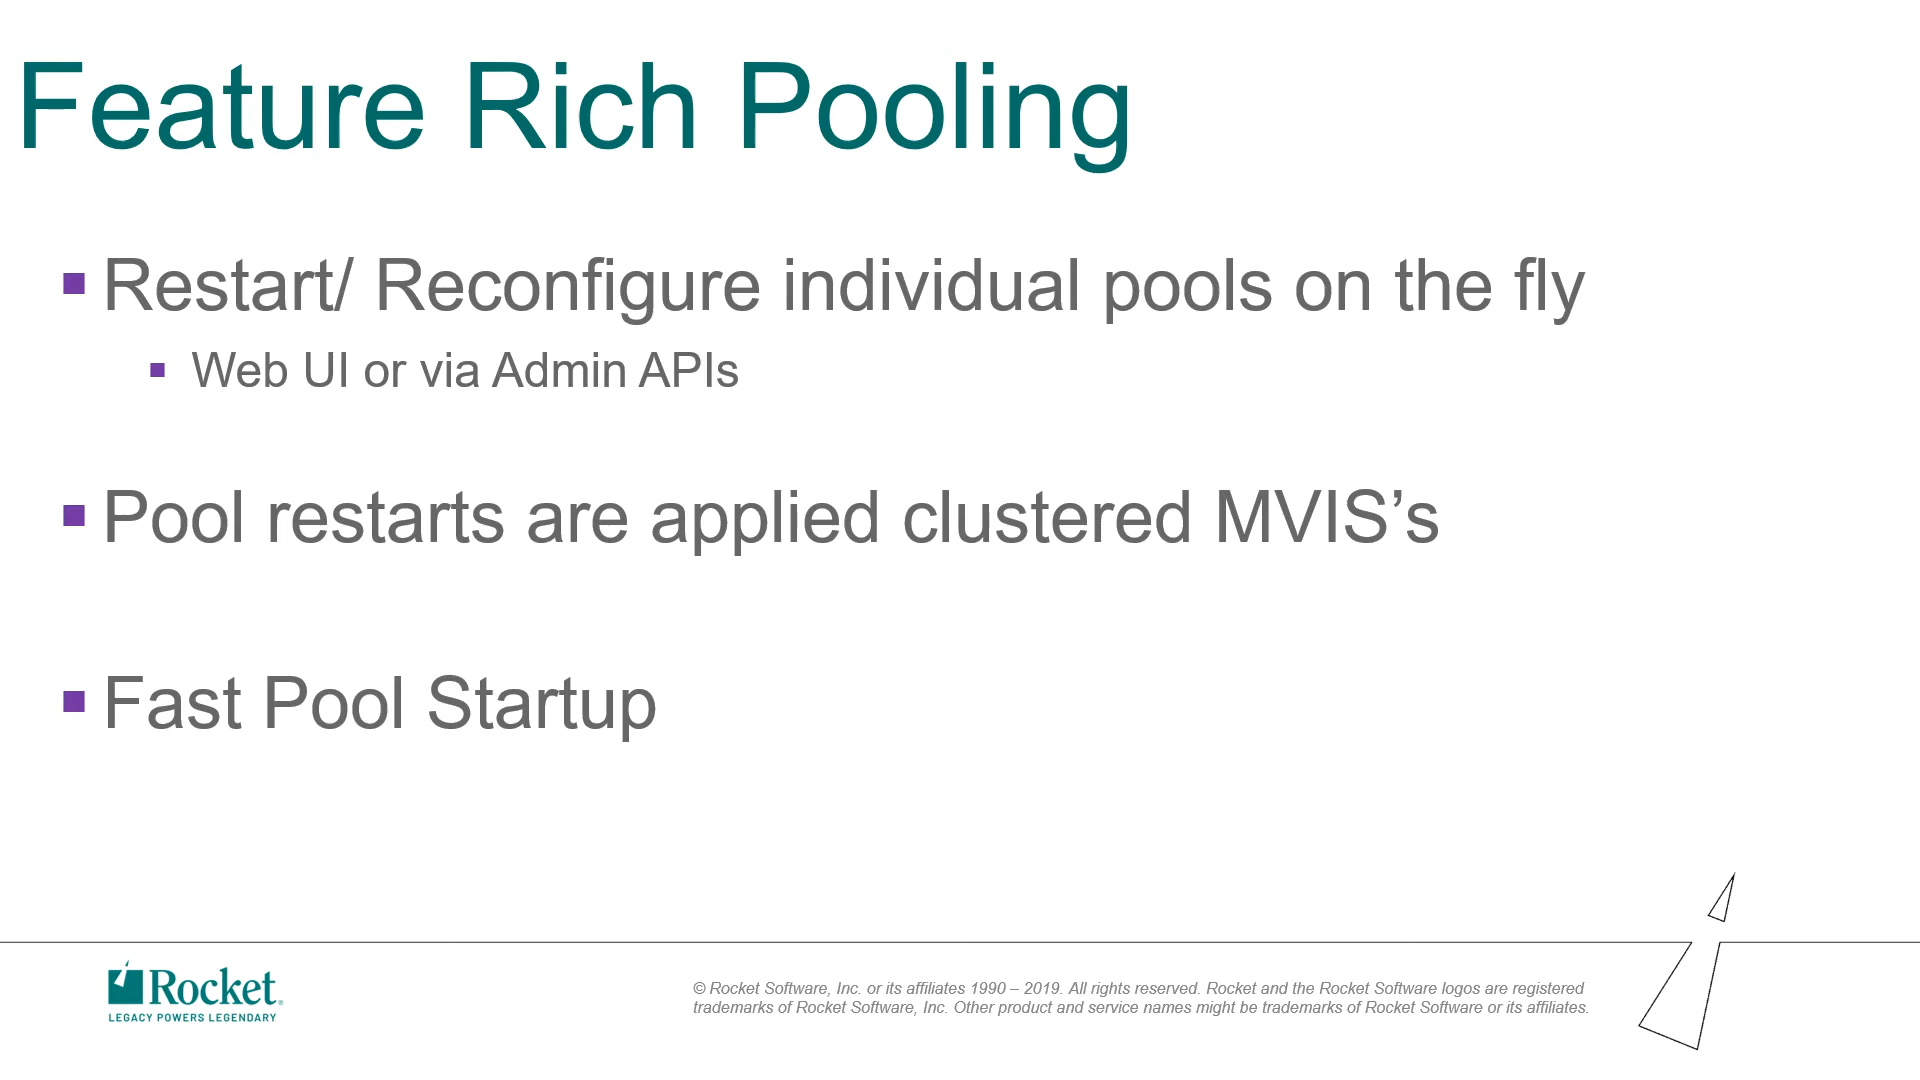 Feature Rich Pooling
Restart/ Reconfigure individual pools on the fly
Web UI or via Admin APIs
Pool restarts are applied clustered MVIS’s
Fast Pool Startup
Rocket®
LEGACY POWERS LEGENDARY
© Rocket Software, Inc. or its affiliates 1990 – 2019. All rights reserved. Rocket and the Rocket Software logos are registered
trademarks of Rocket Software, Inc. Other product and service names might be trademarks of Rocket Software or its affiliates.